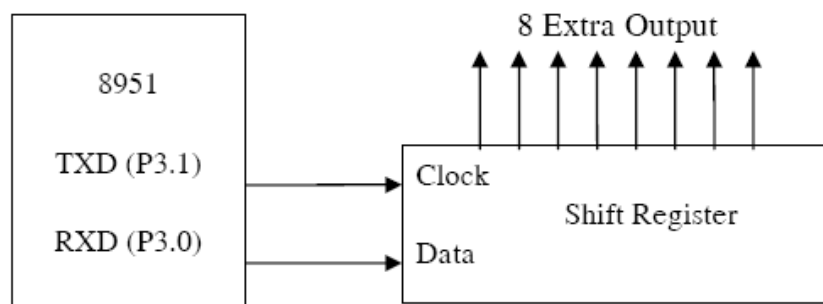 8 Extra Output
8951
TXD (P3.1)
RXD (P3.0)
Clock
Shift Register
Data